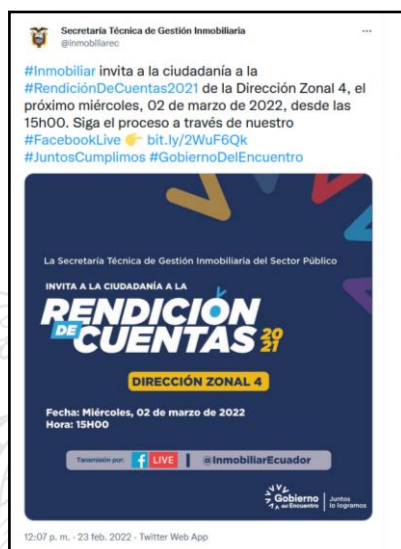 Secretaría Técnica de Gestión Inmobiliaria
@inmobiliarec
#Inmobiliar invita a la ciudadanía a la
#RendiciónDeCuentas2021 de la Dirección Zonal 4, el
próximo miércoles, 02 de marzo de 2022, desde las
15h00. Siga el proceso a través de nuestro
#FacebookLive 👉 bit.ly/2WuF6Qk
#JuntosCumplimos #GobiernoDelEncuentro
La Secretaría Técnica de Gestión Inmobiliaria del Sector Público
INVITA A LA CIUDADANÍA A LA
RENDICIÓN
DE CUENTAS 2021
DIRECCIÓN ZONAL 4
Fecha: Miércoles, 02 de marzo de 2022
Hora: 15H00
Transmisión por: f LIVE | @InmobiliarEcuador
Gobierno del Encuentro | Juntos lo logramos
12:07 p. m. · 23 feb. 2022 · Twitter Web App